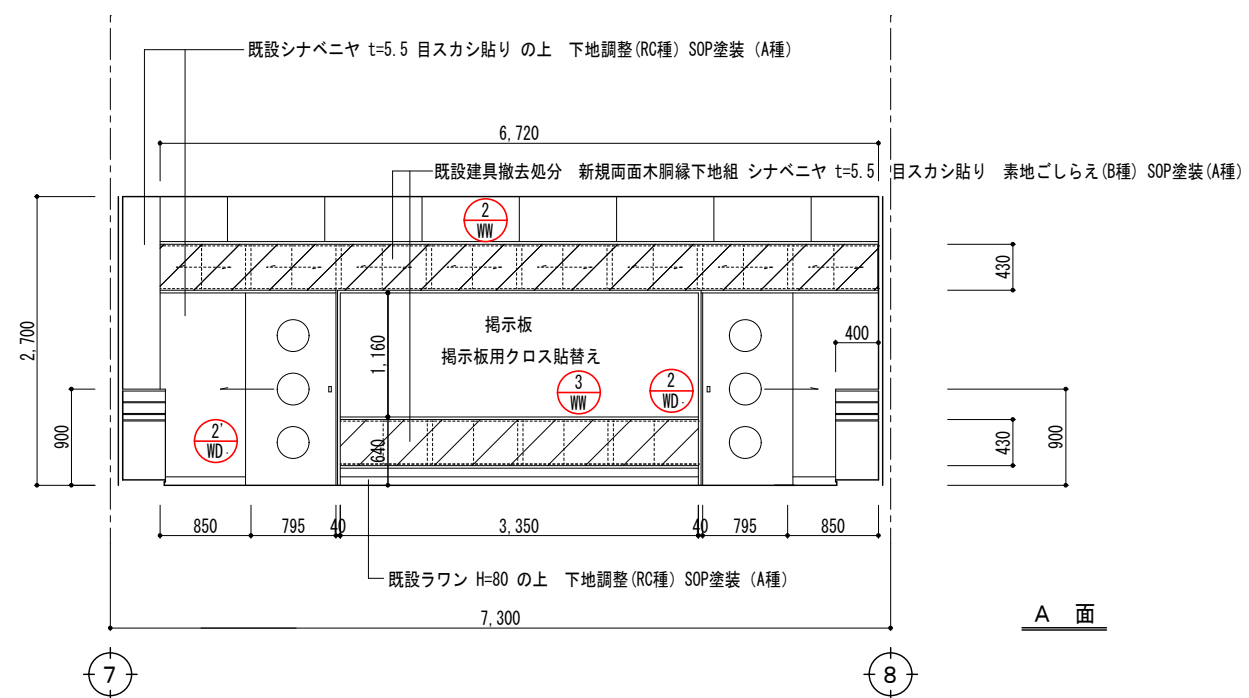 既設シナベニヤ t=5.5 目スカシ貼り の上　下地調整(RC種) SOP塗装 (A種)
6,720
既設建具撤去処分　新規両面木胴縁下地組 シナベニヤ t=5.5 目スカシ貼り　素地ごしらえ(B種) SOP塗装(A種)
2
WW
430
2,700
掲示板
400
1,160
掲示板用クロス貼替え
3
WW
2
WD
900
2'
WD
430
900
640
850
795
40
3,350
40
795
850
既設ラワン H=80 の上　下地調整(RC種) SOP塗装 (A種)
7,300
A 面
7
8